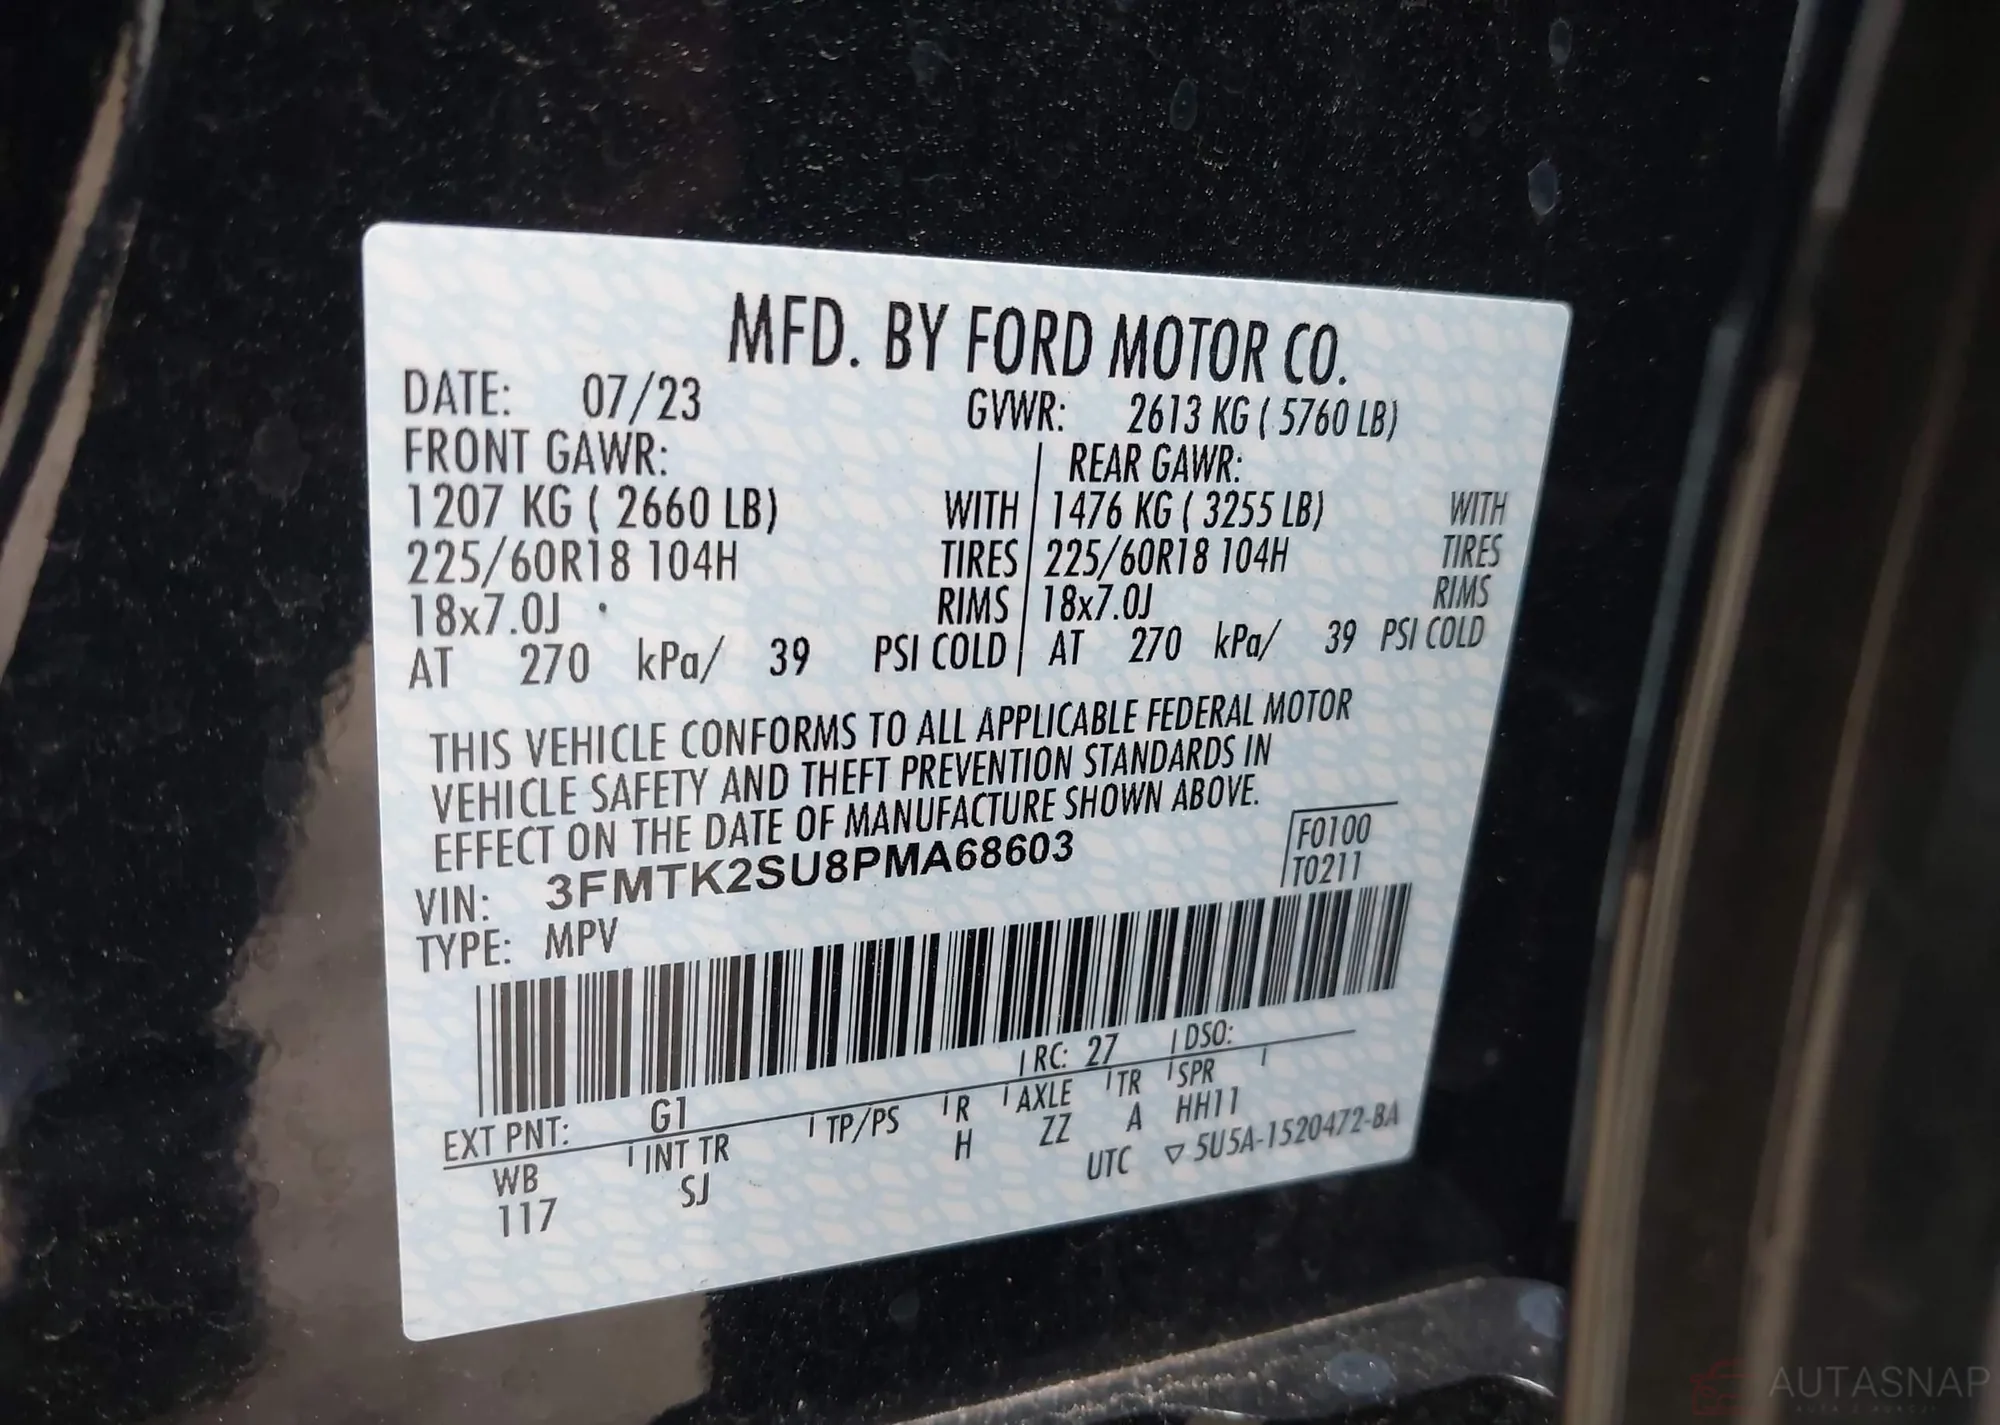 MFD. BY FORD MOTOR CO.
DATE: 07/23 GVWR: 2613 KG ( 5760 LB)
FRONT GAWR: REAR GAWR:
1207 KG ( 2660 LB) WITH 1476 KG ( 3255 LB) WITH
225/60R18 104H TIRES 225/60R18 104H TIRES
18x7.0J RIMS 18x7.0J RIMS
AT 270 kPa/ 39 PSI COLD AT 270 kPa/ 39 PSI COLD
THIS VEHICLE CONFORMS TO ALL APPLICABLE FEDERAL MOTOR
VEHICLE SAFETY AND THEFT PREVENTION STANDARDS IN
EFFECT ON THE DATE OF MANUFACTURE SHOWN ABOVE.
VIN: 3FMTK2SU8PMA68603 F0100
TYPE: MPV T0211
EXT PNT: G1 RC: 27 DSO:
WB INT TR TP/PS R AXLE TR SPR
117 SJ H ZZ A HH11
UTC ▽ 5U5A-1520472-BA
AUTASNAP